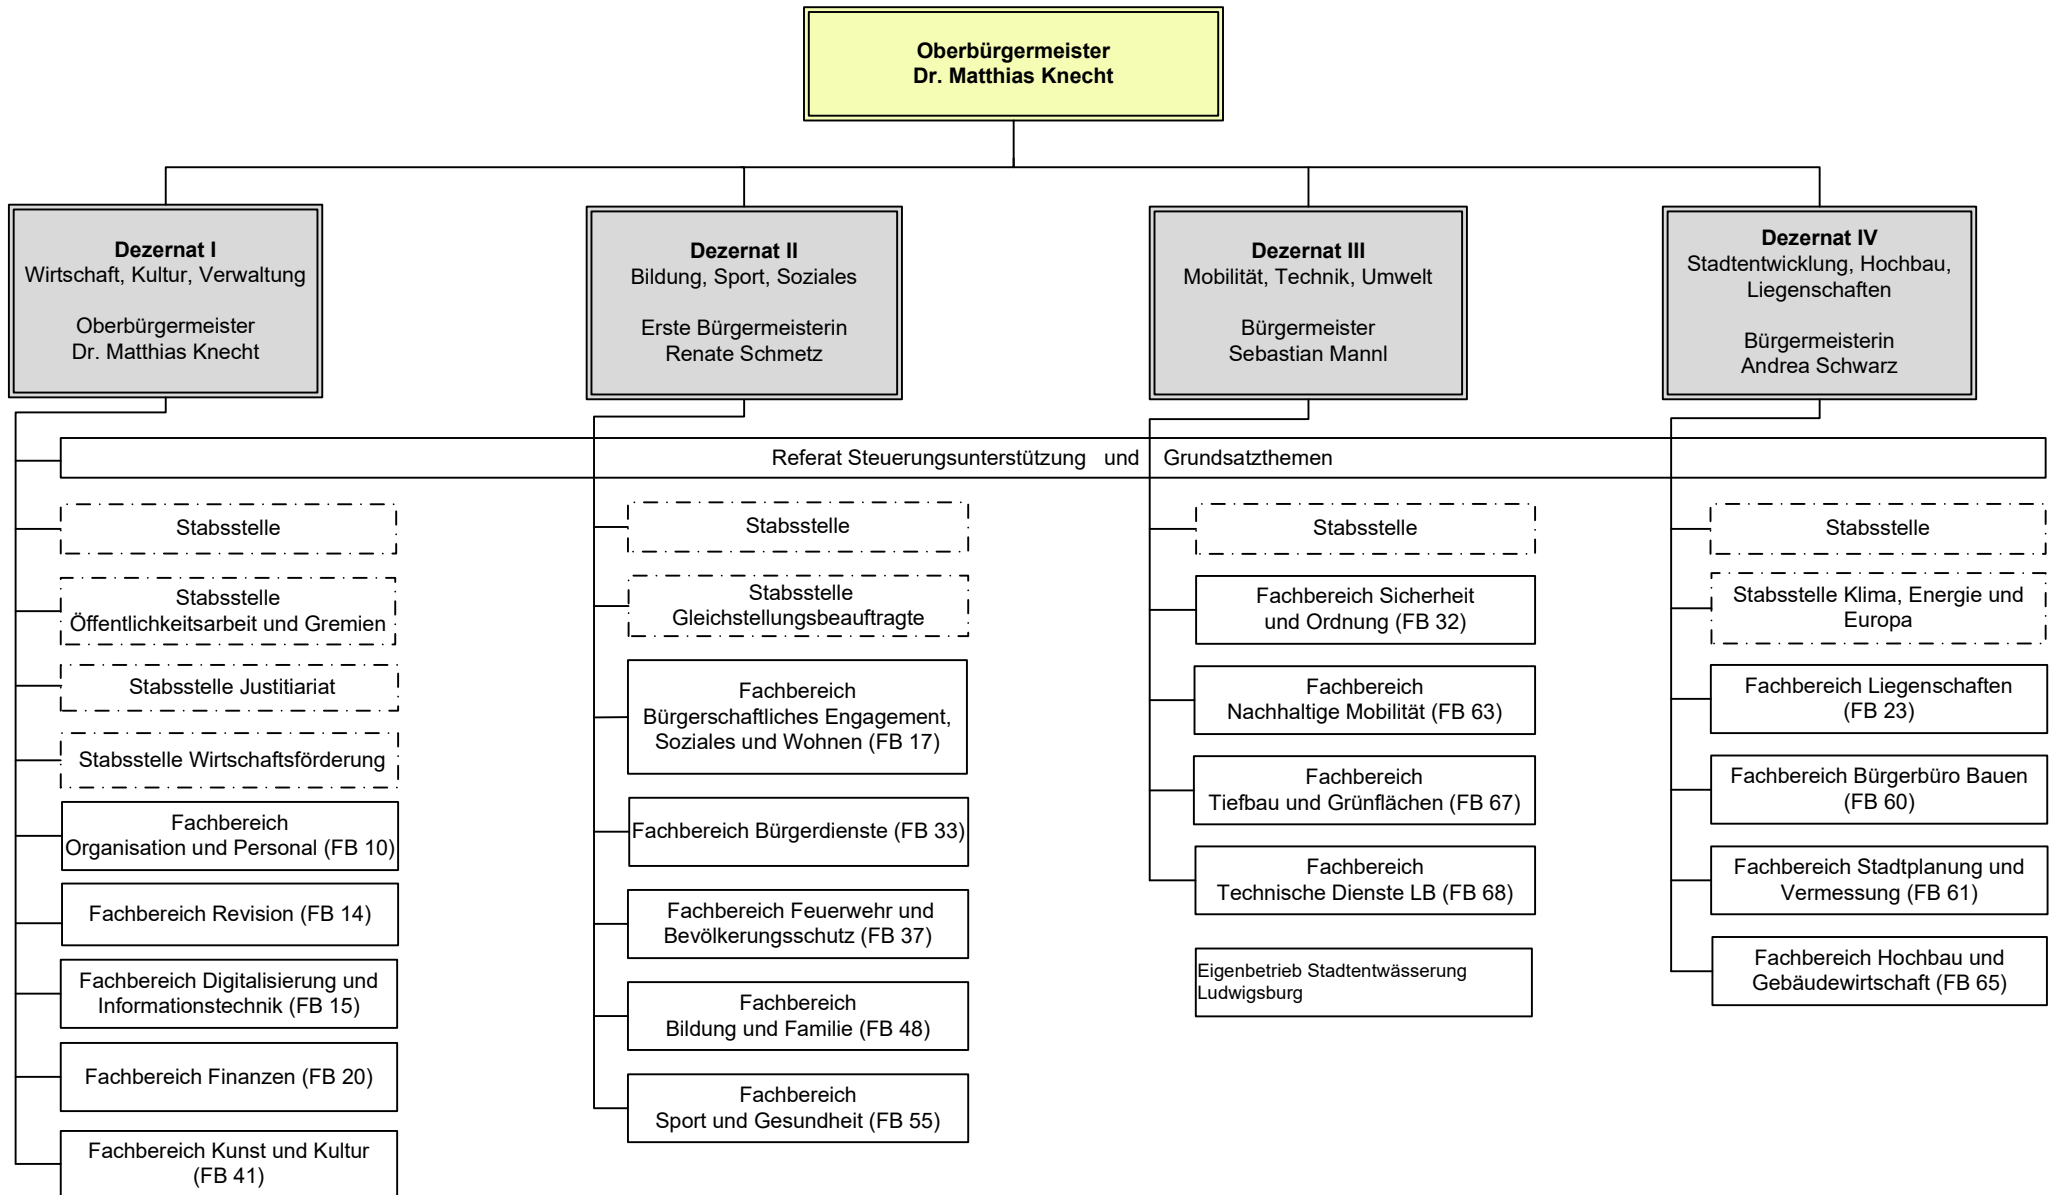 Oberbürgermeister
Dr. Matthias Knecht
Dezernat I
Wirtschaft, Kultur, Verwaltung
Oberbürgermeister
Dr. Matthias Knecht
Dezernat II
Bildung, Sport, Soziales
Erste Bürgermeisterin
Renate Schmetz
Dezernat III
Mobilität, Technik, Umwelt
Bürgermeister
Sebastian Mannl
Dezernat IV
Stadtentwicklung, Hochbau,
Liegenschaften
Bürgermeisterin
Andrea Schwarz
Referat Steuerungsunterstützung und Grundsatzthemen
Stabsstelle
Stabsstelle
Öffentlichkeitsarbeit und Gremien
Stabsstelle Justitiariat
Stabsstelle Wirtschaftsförderung
Fachbereich
Organisation und Personal (FB 10)
Fachbereich Revision (FB 14)
Fachbereich Digitalisierung und
Informationstechnik (FB 15)
Fachbereich Finanzen (FB 20)
Fachbereich Kunst und Kultur
(FB 41)
Stabsstelle
Stabsstelle
Gleichstellungsbeauftragte
Fachbereich
Bürgerschaftliches Engagement,
Soziales und Wohnen (FB 17)
Fachbereich Bürgerdienste (FB 33)
Fachbereich Feuerwehr und
Bevölkerungsschutz (FB 37)
Fachbereich
Bildung und Familie (FB 48)
Fachbereich
Sport und Gesundheit (FB 55)
Stabsstelle
Fachbereich Sicherheit
und Ordnung (FB 32)
Fachbereich
Nachhaltige Mobilität (FB 63)
Fachbereich
Tiefbau und Grünflächen (FB 67)
Fachbereich
Technische Dienste LB (FB 68)
Eigenbetrieb Stadtentwässerung
Ludwigsburg
Stabsstelle
Stabsstelle Klima, Energie und
Europa
Fachbereich Liegenschaften
(FB 23)
Fachbereich Bürgerbüro Bauen
(FB 60)
Fachbereich Stadtplanung und
Vermessung (FB 61)
Fachbereich Hochbau und
Gebäudewirtschaft (FB 65)